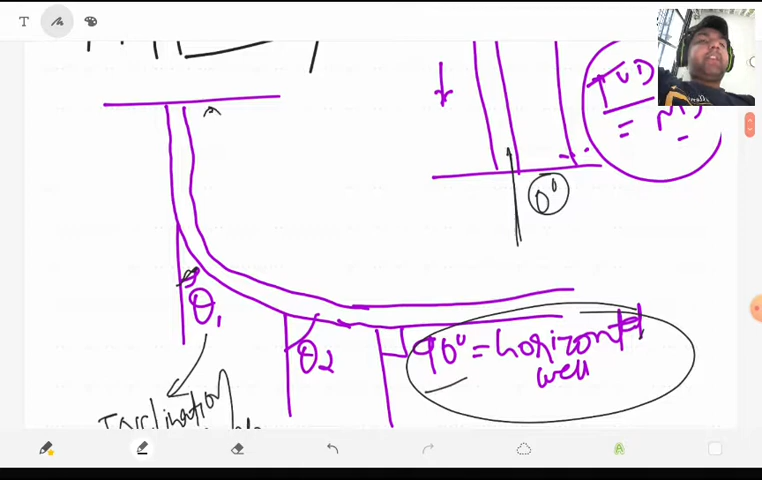 TVD
= MD
0°
θ₁
θ₂
90° = horizontal
well
Inclination